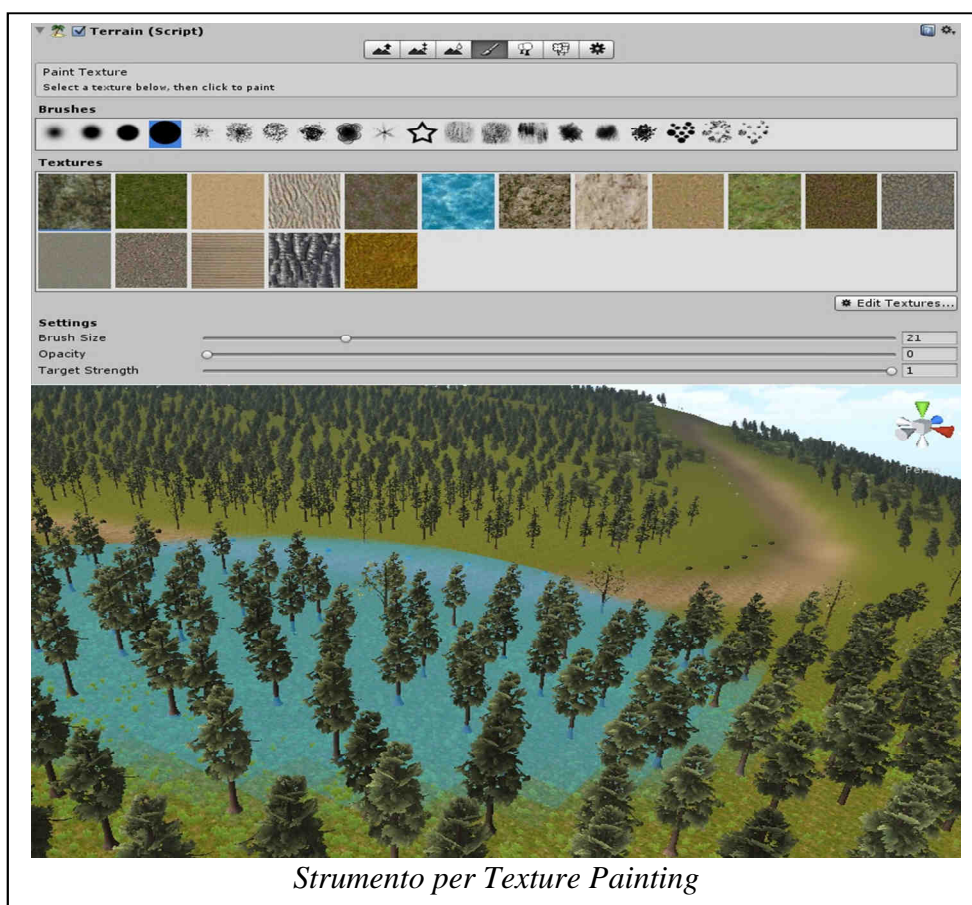 Terrain (Script)
Paint Texture
Select a texture below, then click to paint
Brushes
Textures
Edit Textures...
Settings
Brush Size 21
Opacity 0
Target Strength 1
Persp
Strumento per Texture Painting